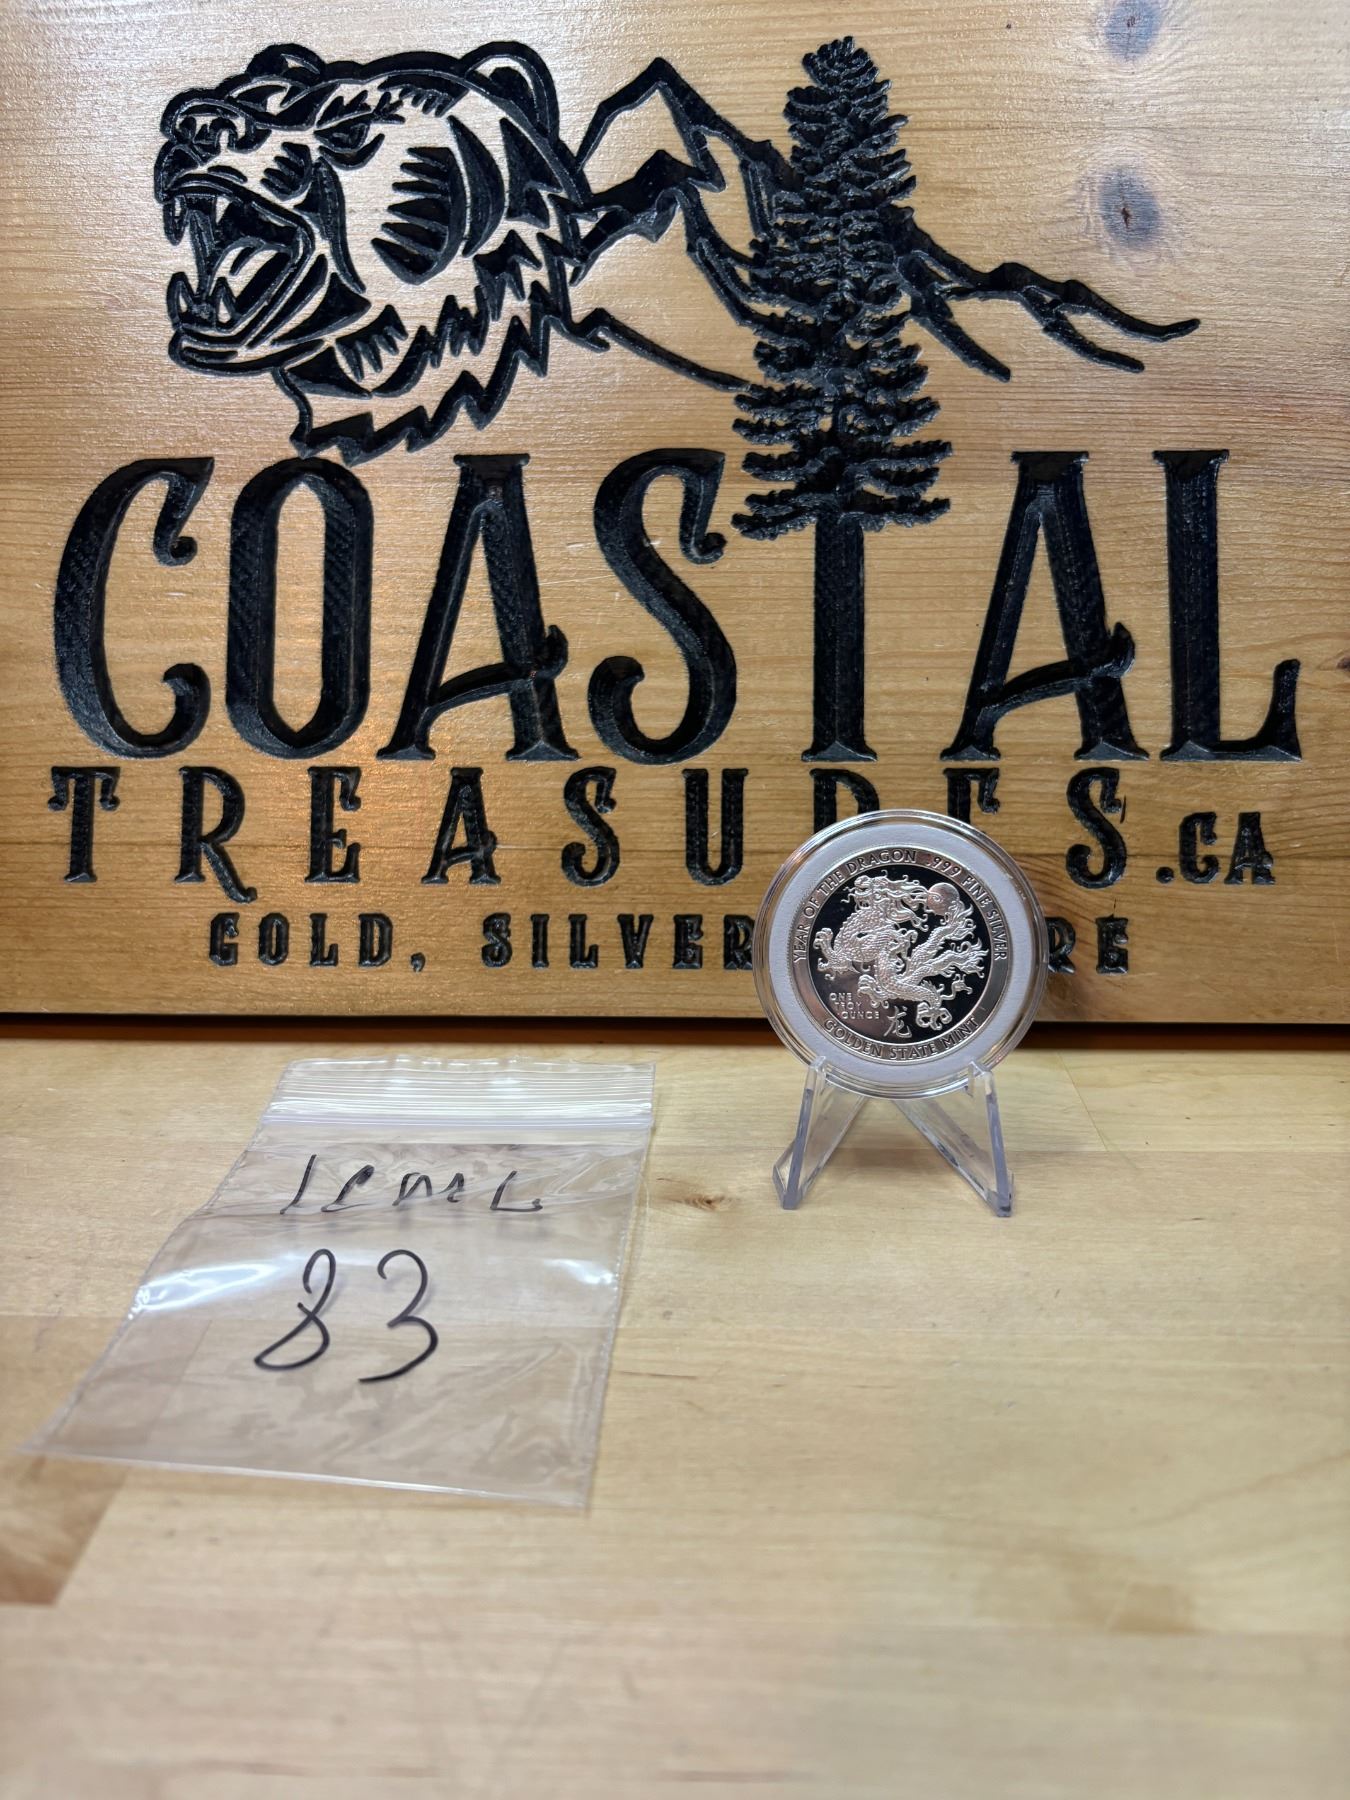 COASTAL
TREASURES.CA
GOLD, SILVER
YEAR OF THE DRAGON .999 FINE SILVER
ONE
TROY
OUNCE
龙
GOLDEN STATE MINT
83